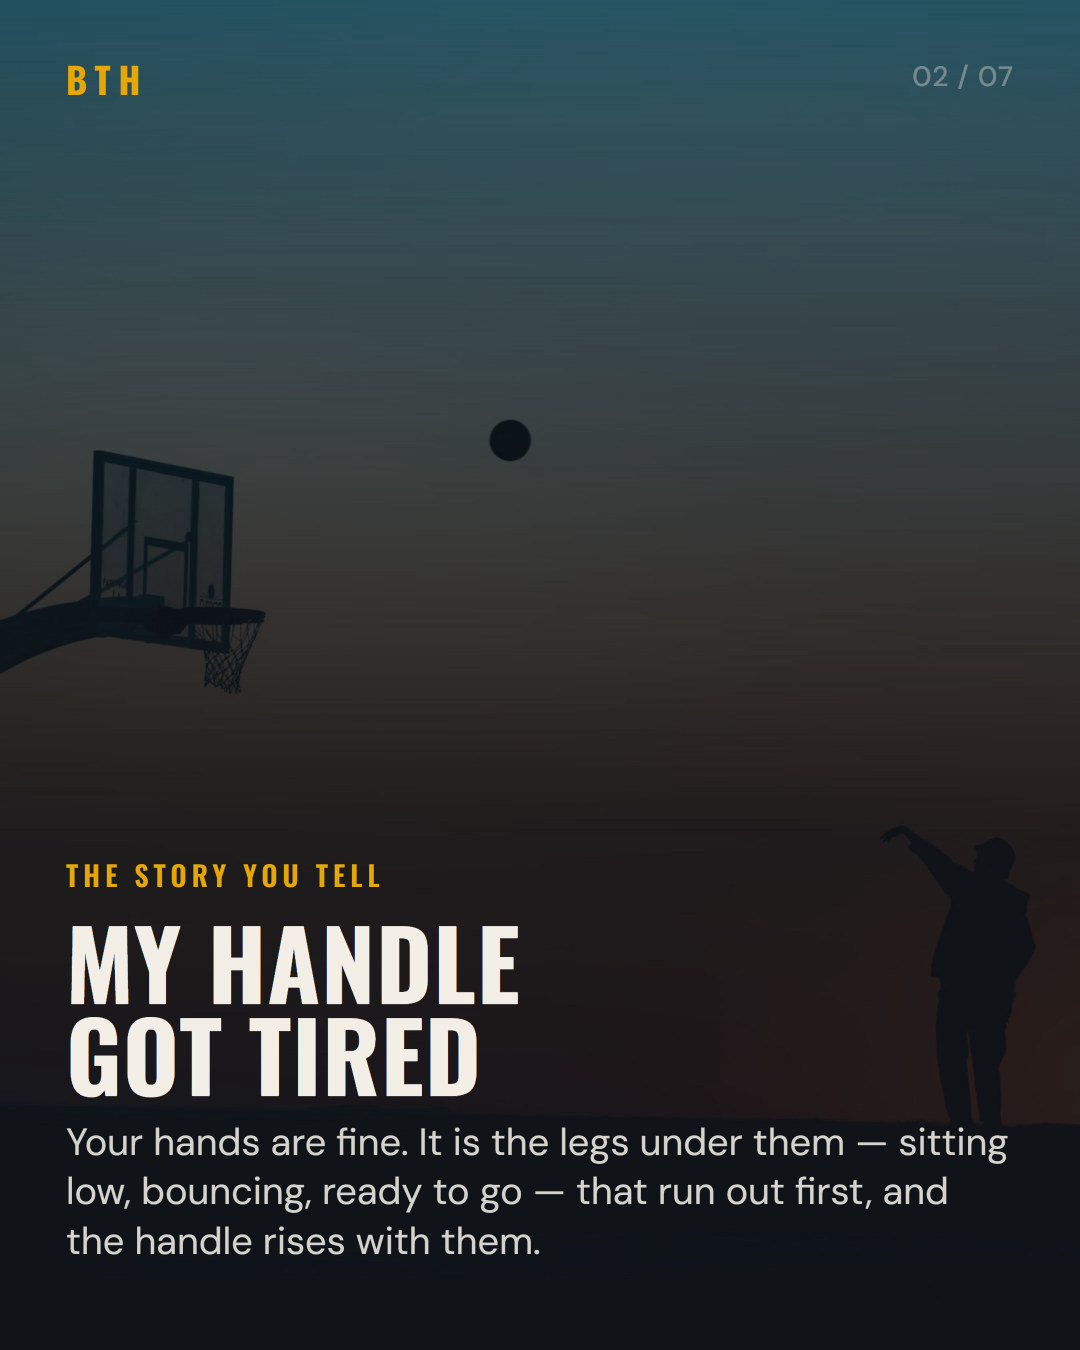 BTH
02 / 07
THE STORY YOU TELL
MY HANDLE
GOT TIRED
Your hands are fine. It is the legs under them — sitting
low, bouncing, ready to go — that run out first, and
the handle rises with them.